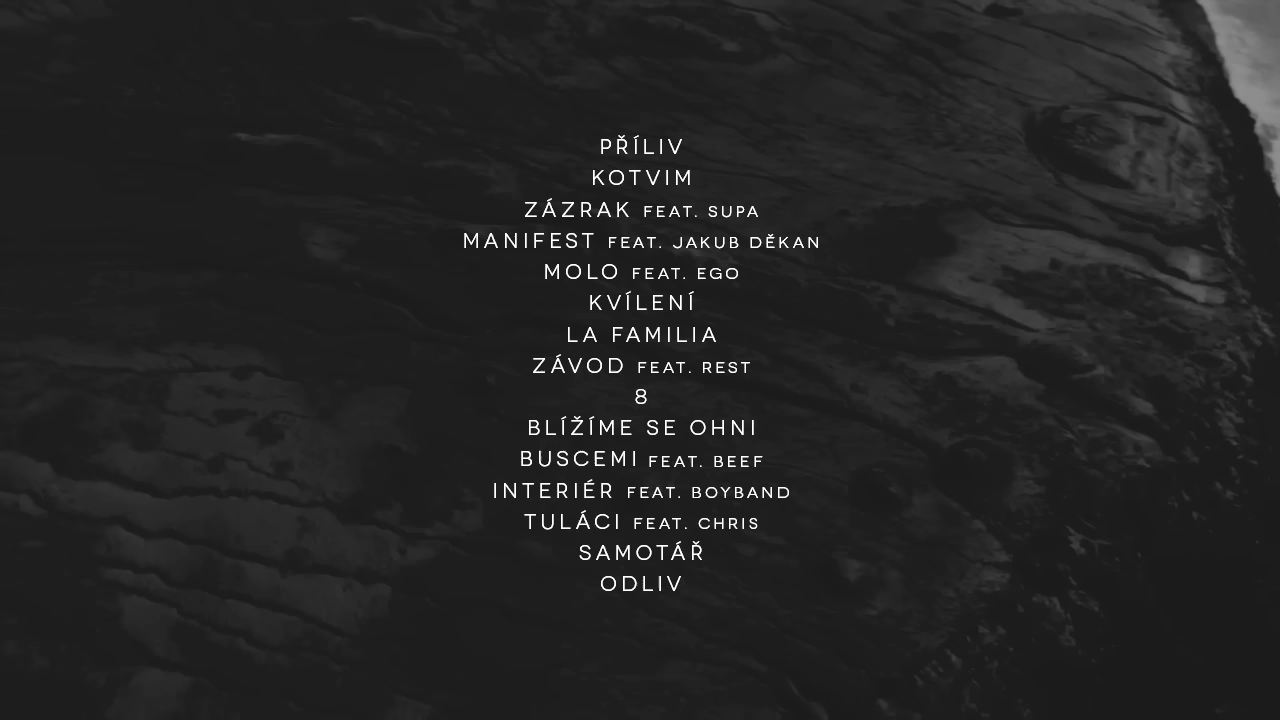 PŘÍLIV
KOTVIM
ZÁZRAK FEAT. SUPA
MANIFEST FEAT. JAKUB DĚKAN
MOLO FEAT. EGO
KVÍLENÍ
LA FAMILIA
ZÁVOD FEAT. REST
8
BLÍŽÍME SE OHNI
BUSCEMI FEAT. BEEF
INTERIÉR FEAT. BOYBAND
TULÁCI FEAT. CHRIS
SAMOTÁŘ
ODLIV